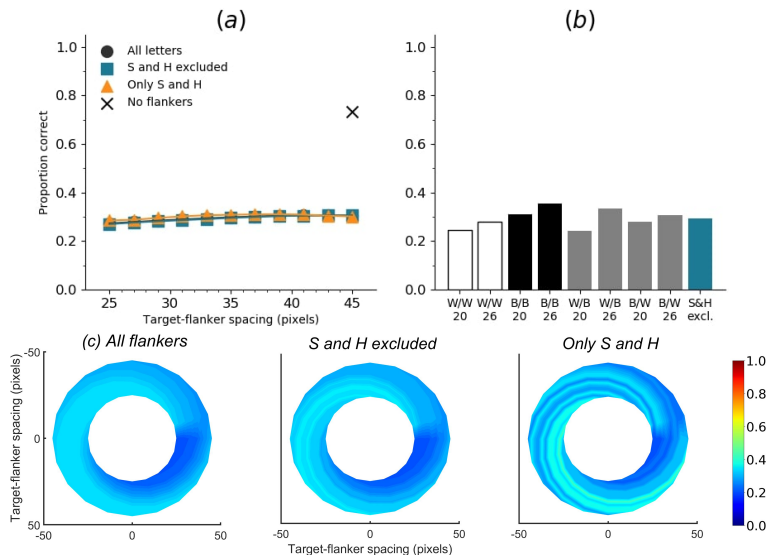 (a)
1.0
0.8
0.6
0.4
0.2
0.0
Proportion correct
All letters
S and H excluded
Only S and H
No flankers
25 30 35 40 45
Target-flanker spacing (pixels)
(b)
1.0
0.8
0.6
0.4
0.2
0.0
W/W W/W B/B B/B W/B W/B B/W B/W S&H
20 26 20 26 20 26 20 26 excl.
(c) All flankers
S and H excluded
Only S and H
-50
0
50
Target-flanker spacing (pixels)
-50 0 50
-50 0 50
-50 0 50
Target-flanker spacing (pixels)
1.0
0.8
0.6
0.4
0.2
0.0